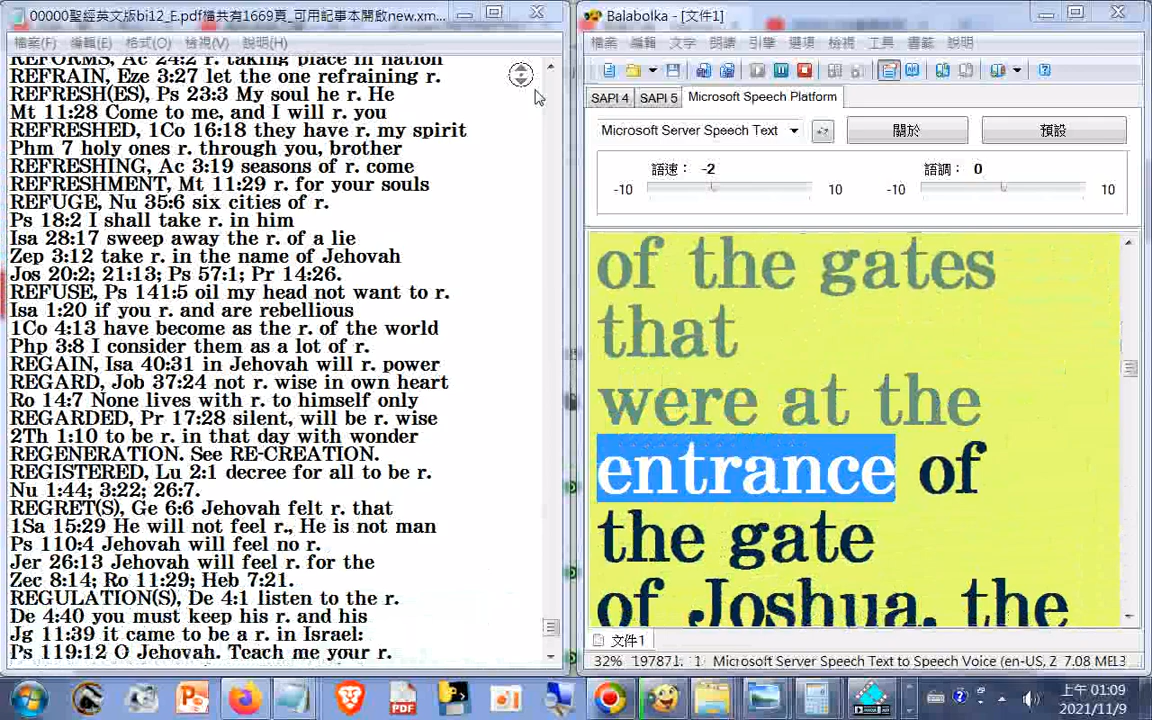 00000聖經英文版bi12_E.pdf檔共有1669頁_可用記事本開啟new.xm...
檔案(F) 編輯(E) 格式(O) 檢視(V) 說明(H)
REFORMS, Ac 24:2 r. taking place in nation
REFRAIN, Eze 3:27 let the one refraining r.
REFRESH(ES), Ps 23:3 My soul he r. He
Mt 11:28 Come to me, and I will r. you
REFRESHED, 1Co 16:18 they have r. my spirit
Phm 7 holy ones r. through you, brother
REFRESHING, Ac 3:19 seasons of r. come
REFRESHMENT, Mt 11:29 r. for your souls
REFUGE, Nu 35:6 six cities of r.
Ps 18:2 I shall take r. in him
Isa 28:17 sweep away the r. of a lie
Zep 3:12 take r. in the name of Jehovah
Jos 20:2; 21:13; Ps 57:1; Pr 14:26.
REFUSE, Ps 141:5 oil my head not want to r.
Isa 1:20 if you r. and are rebellious
1Co 4:13 have become as the r. of the world
Php 3:8 I consider them as a lot of r.
REGAIN, Isa 40:31 in Jehovah will r. power
REGARD, Job 37:24 not r. wise in own heart
Ro 14:7 None lives with r. to himself only
REGARDED, Pr 17:28 silent, will be r. wise
2Th 1:10 to be r. in that day with wonder
REGENERATION. See RE-CREATION.
REGISTERED, Lu 2:1 decree for all to be r.
Nu 1:44; 3:22; 26:7.
REGRET(S), Ge 6:6 Jehovah felt r. that
1Sa 15:29 He will not feel r., He is not man
Ps 110:4 Jehovah will feel no r.
Jer 26:13 Jehovah will feel r. for the
Zec 8:14; Ro 11:29; Heb 7:21.
REGULATION(S), De 4:1 listen to the r.
De 4:40 you must keep his r. and his
Jg 11:39 it came to be a r. in Israel:
Ps 119:12 O Jehovah. Teach me your r.
Balabolka - [文件1]
檔案 編輯 文字 朗讀 引擎 選項 檢視 工具 書籤 說明
SAPI 4 SAPI 5 Microsoft Speech Platform
Microsoft Server Speech Text 關於 預設
語速： -2 語調： 0
-10 10 -10 10
of the gates
that
were at the
entrance of
the gate
of Joshua, the
文件1
32% 197871. 1 Microsoft Server Speech Text to Speech Voice (en-US, Z 7.08 МЕ13
PDF
上午 01:09
2021/11/9